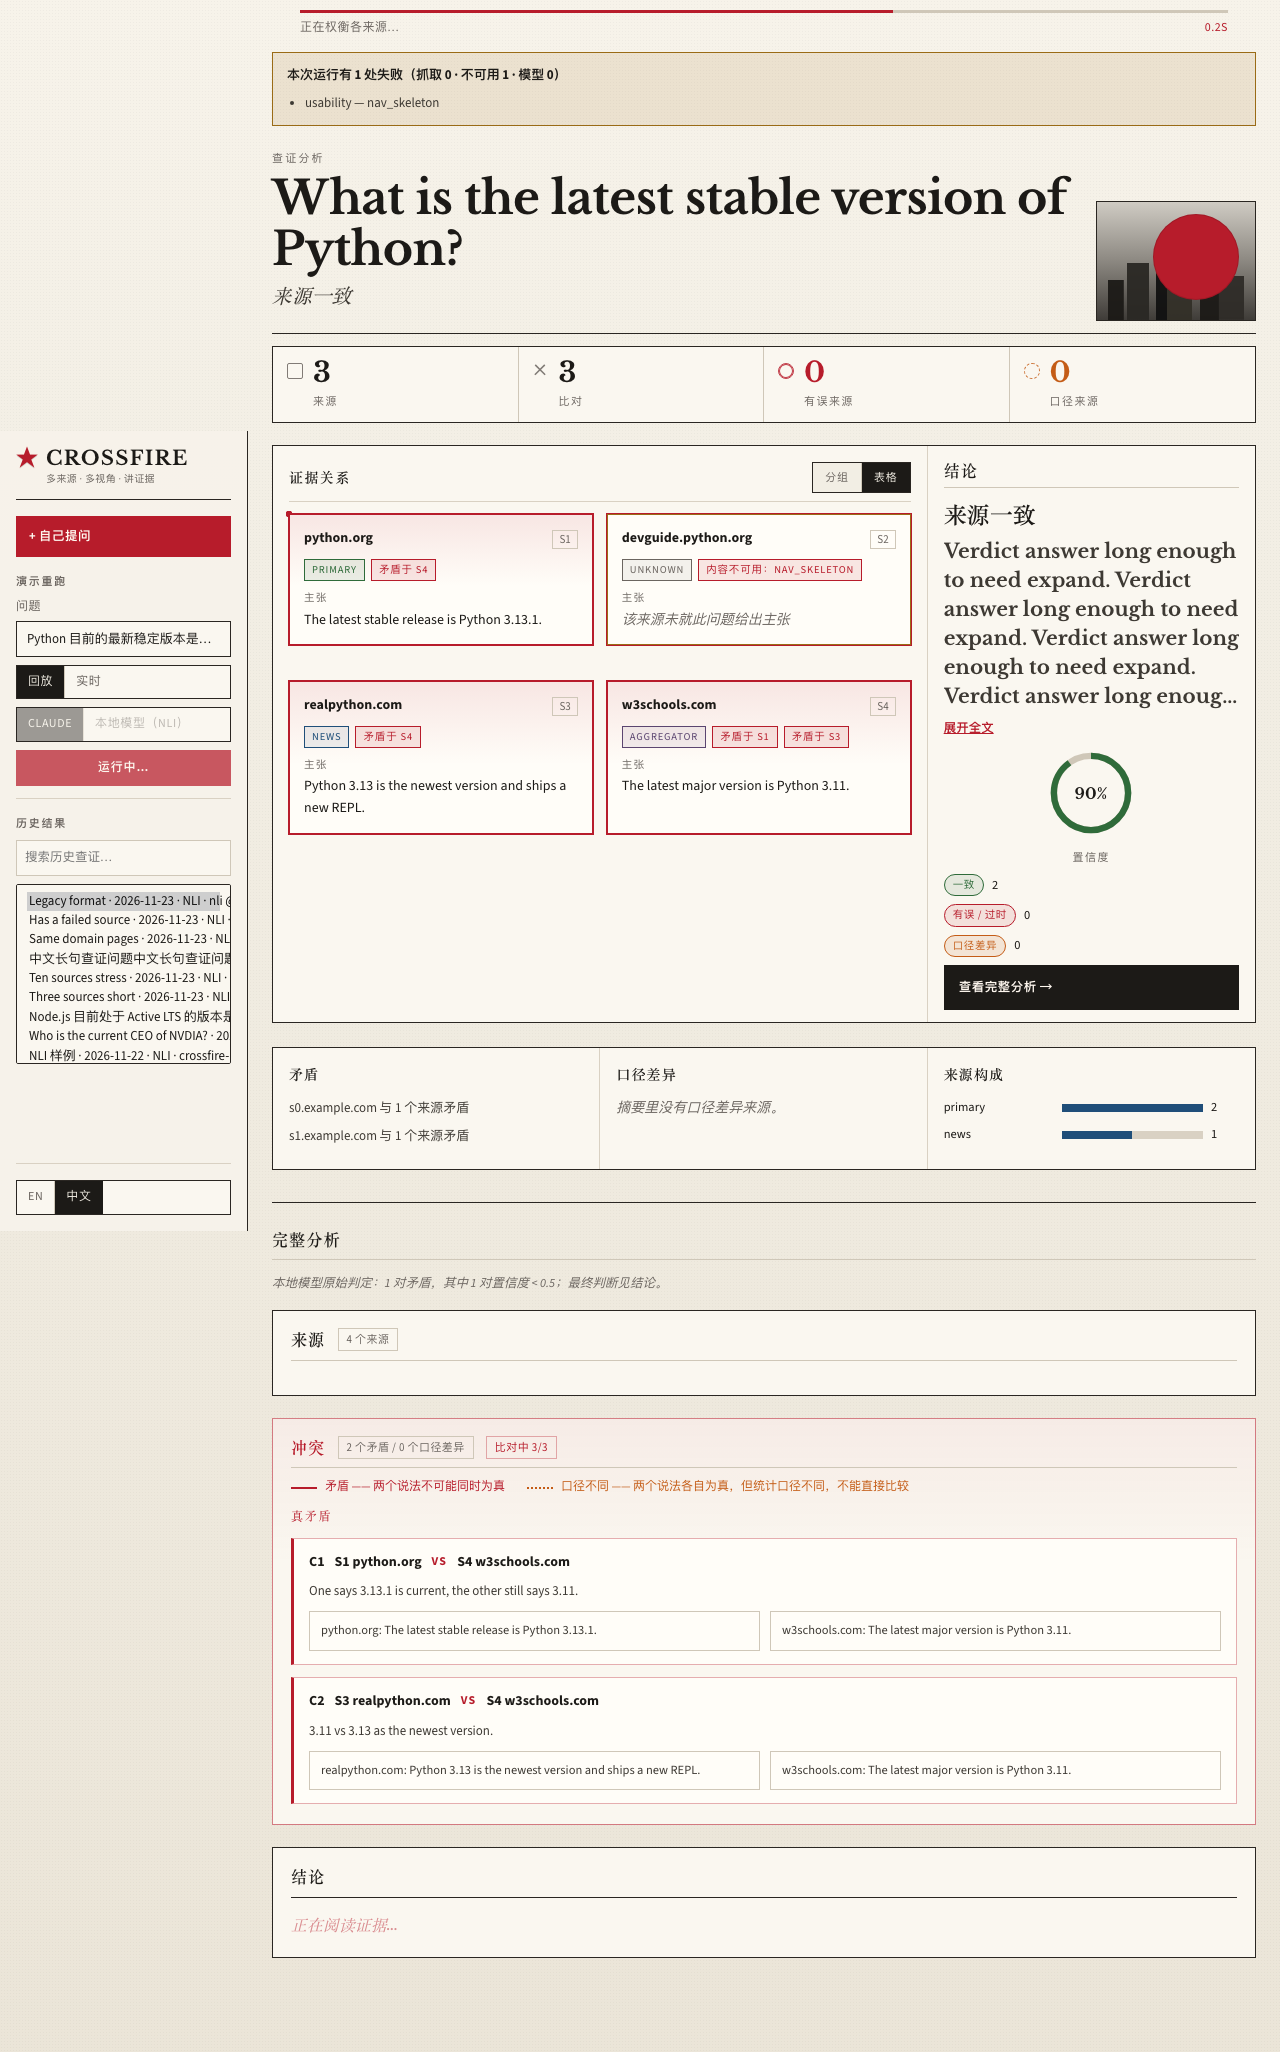 正在权衡各来源…
0.2S
本次运行有 1 处失败（抓取 0 · 不可用 1 · 模型 0）
usability — nav_skeleton
查证分析
What is the latest stable version of
Python?
来源一致
3
来源
3
比对
0
有误来源
0
口径来源
CROSSFIRE
多来源 · 多视角 · 讲证据
+ 自己提问
演示重跑
问题
Python 目前的最新稳定版本是…
回放
实时
CLAUDE
本地模型（NLI）
运行中…
历史结果
搜索历史查证…
Legacy format · 2026-11-23 · NLI · nli
Has a failed source · 2026-11-23 · NLI ·
Same domain pages · 2026-11-23 · NL
中文长句查证问题中文长句查证问
Ten sources stress · 2026-11-23 · NLI ·
Three sources short · 2026-11-23 · NLI
Node.js 目前处于 Active LTS 的版本
Who is the current CEO of NVDIA? · 20
NLI 样例 · 2026-11-22 · NLI · crossfire-
EN
中文
证据关系
分组
表格
python.org
S1
PRIMARY
矛盾于 S4
主张
The latest stable release is Python 3.13.1.
devguide.python.org
S2
UNKNOWN
内容不可用：NAV_SKELETON
主张
该来源未就此问题给出主张
realpython.com
S3
NEWS
矛盾于 S4
主张
Python 3.13 is the newest version and ships a
new REPL.
w3schools.com
S4
AGGREGATOR
矛盾于 S1
矛盾于 S3
主张
The latest major version is Python 3.11.
结论
来源一致
Verdict answer long enough
to need expand. Verdict
answer long enough to need
expand. Verdict answer long
enough to need expand.
Verdict answer long enoug…
展开全文
90%
置信度
一致
2
有误 / 过时
0
口径差异
0
查看完整分析 →
矛盾
s0.example.com 与 1 个来源矛盾
s1.example.com 与 1 个来源矛盾
口径差异
摘要里没有口径差异来源。
来源构成
primary
2
news
1
完整分析
本地模型原始判定：1 对矛盾，其中 1 对置信度 < 0.5；最终判断见结论。
来源
4 个来源
冲突
2 个矛盾 / 0 个口径差异
比对中 3/3
矛盾 —— 两个说法不可能同时为真
口径不同 —— 两个说法各自为真，但统计口径不同，不能直接比较
真矛盾
C1 S1 python.org VS S4 w3schools.com
One says 3.13.1 is current, the other still says 3.11.
python.org: The latest stable release is Python 3.13.1.
w3schools.com: The latest major version is Python 3.11.
C2 S3 realpython.com VS S4 w3schools.com
3.11 vs 3.13 as the newest version.
realpython.com: Python 3.13 is the newest version and ships a new REPL.
w3schools.com: The latest major version is Python 3.11.
结论
正在阅读证据…